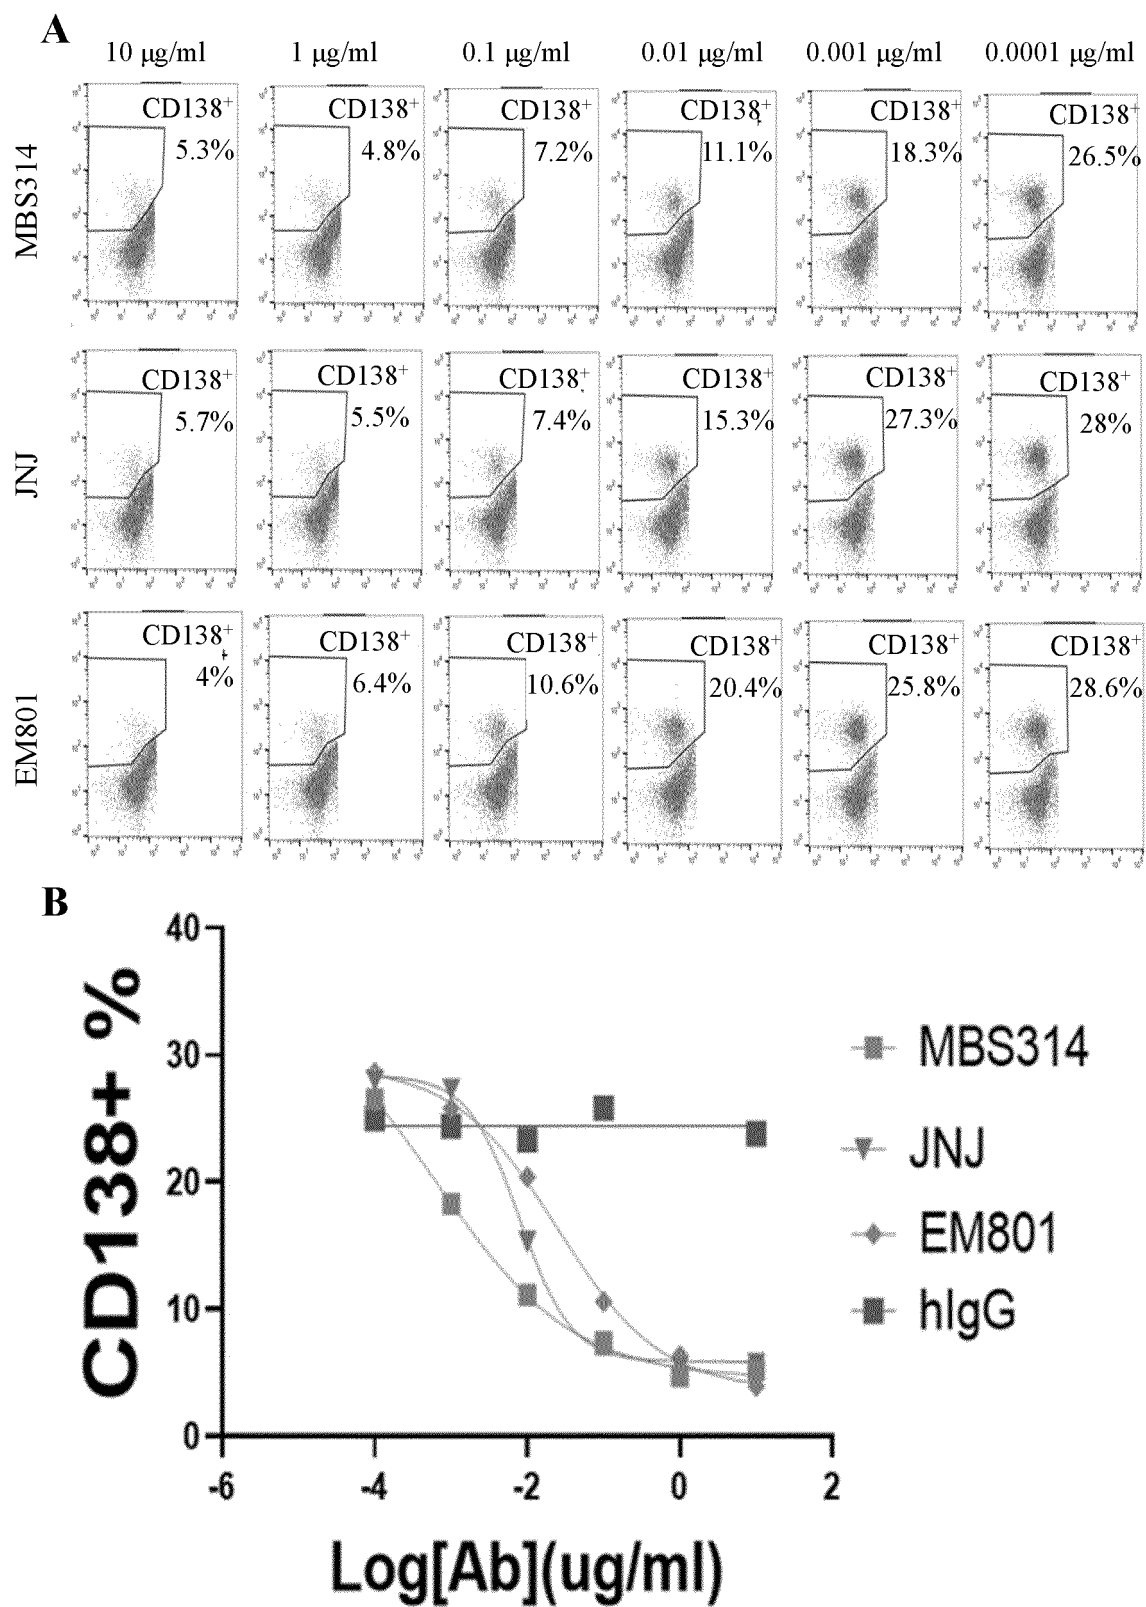 A
10 μg/ml 1 μg/ml 0.1 μg/ml 0.01 μg/ml 0.001 μg/ml 0.0001 μg/ml
MBS314
CD138+ CD138+ CD138+ CD138+ CD138+ CD138+
5.3% 4.8% 7.2% 11.1% 18.3% 26.5%
JNJ
CD138+ CD138+ CD138+ CD138+ CD138+ CD138+
5.7% 5.5% 7.4% 15.3% 27.3% 28%
EM801
CD138+ CD138+ CD138+ CD138+ CD138+ CD138+
4% 6.4% 10.6% 20.4% 25.8% 28.6%
B
CD138+ %
40
30
20
10
0
-6 -4 -2 0 2
Log[Ab](ug/ml)
MBS314
JNJ
EM801
hIgG